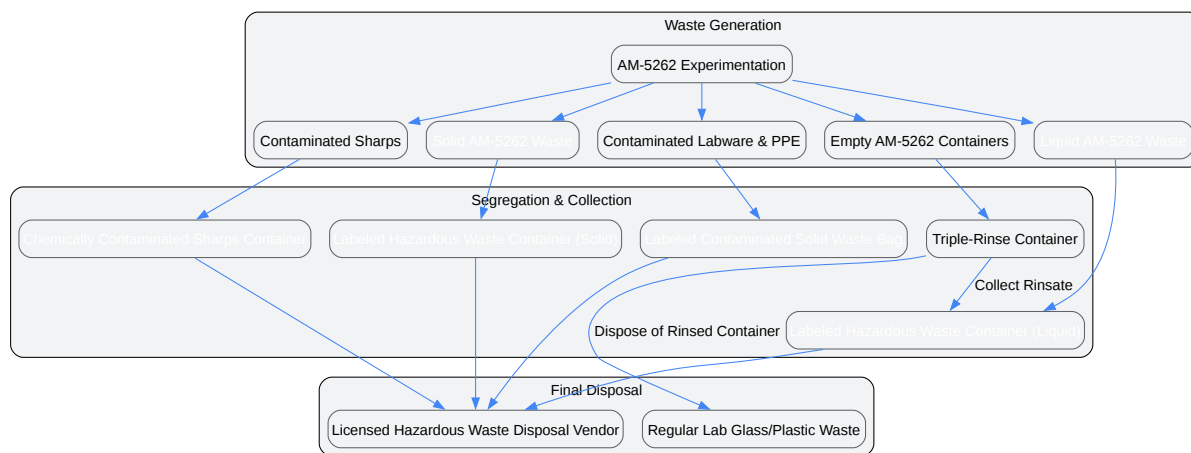 Waste Generation
AM-5262 Experimentation
Contaminated Sharps
Solid AM-5262 Waste
Contaminated Labware & PPE
Empty AM-5262 Containers
Liquid AM-5262 Waste
Segregation & Collection
Chemically Contaminated Sharps Container
Labeled Hazardous Waste Container (Solid)
Labeled Contaminated Solid Waste Bag
Triple-Rinse Container
Collect Rinsate
Dispose of Rinsed Container
Labeled Hazardous Waste Container (Liquid)
Final Disposal
Licensed Hazardous Waste Disposal Vendor
Regular Lab Glass/Plastic Waste